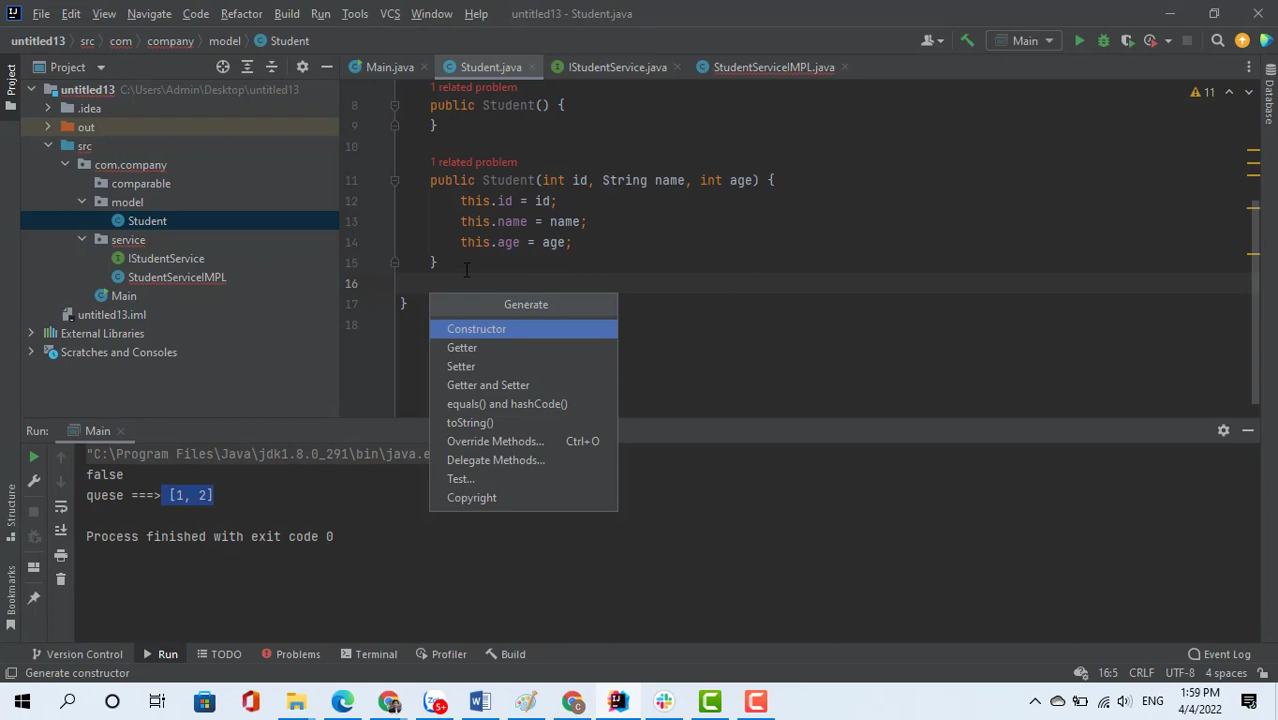 File Edit View Navigate Code Refactor Build Run Tools VCS Window Help untitled13 - Student.java
untitled13 src com company model Student Main
Project Main.java Student.java IStudentService.java StudentServiceIMPL.java
untitled13 C:\Users\Admin\Desktop\untitled13
.idea
out
src
com.company
comparable
model
Student
service
IStudentService
StudentServiceIMPL
Main
untitled13.iml
External Libraries
Scratches and Consoles
Project
Database
11
1 related problem
8 public Student() {
9 }
10
1 related problem
11 public Student(int id, String name, int age) {
12 this.id = id;
13 this.name = name;
14 this.age = age;
15 }
16
17 }
18
Generate
Constructor
Getter
Setter
Getter and Setter
equals() and hashCode()
toString()
Override Methods... Ctrl+O
Delegate Methods...
Test...
Copyright
Run: Main
"C:\Program Files\Java\jdk1.8.0_291\bin\java.e
false
quese ===> [1, 2]
Process finished with exit code 0
Structure
Bookmarks
Version Control Run TODO Problems Terminal Profiler Build Event Log
Generate constructor 16:5 CRLF UTF-8 4 spaces
5+ ENG 1:59 PM
4/4/2022